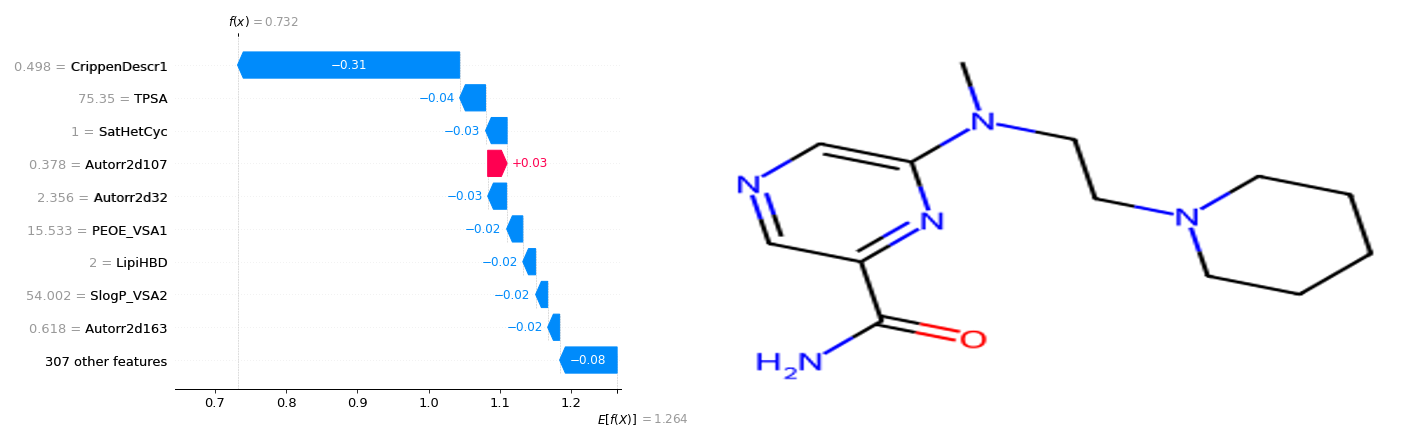 f(x) = 0.732
0.498 = CrippenDescr1
−0.31
75.35 = TPSA
−0.04
1 = SatHetCyc
−0.03
0.378 = Autorr2d107
+0.03
2.356 = Autorr2d32
−0.03
15.533 = PEOE_VSA1
−0.02
2 = LipiHBD
−0.02
54.002 = SlogP_VSA2
−0.02
0.618 = Autorr2d163
−0.02
307 other features
−0.08
0.7 0.8 0.9 1.0 1.1 1.2
E[f(X)] = 1.264
N
N
N
N
O
H2N